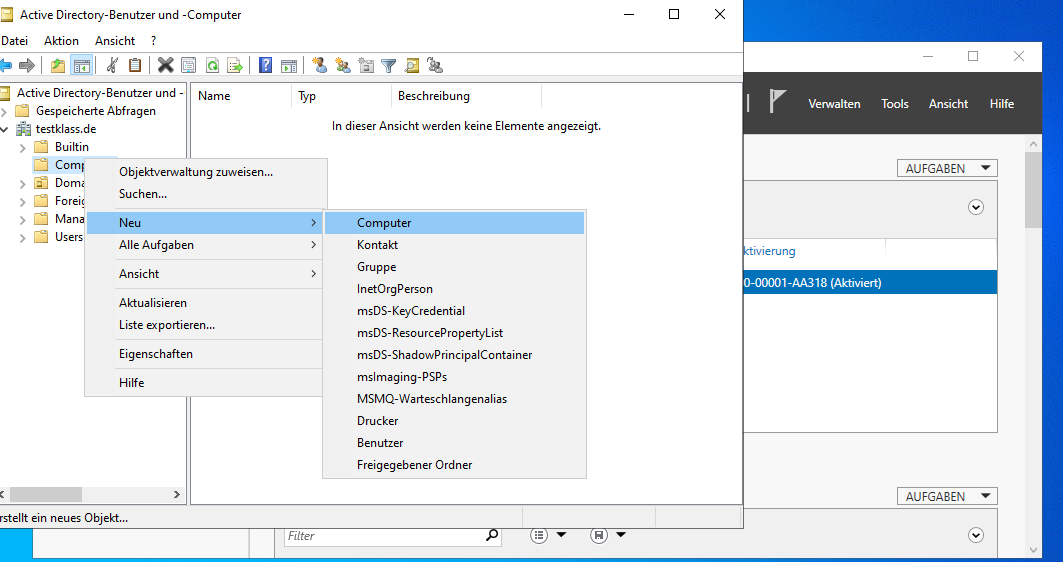 Active Directory-Benutzer und -Computer
Datei Aktion Ansicht ?
Active Directory-Benutzer und -
Gespeicherte Abfragen
testklass.de
Builtin
Comp
Doma
Foreig
Mana
Users
Name Typ Beschreibung
In dieser Ansicht werden keine Elemente angezeigt.
Objektverwaltung zuweisen...
Suchen...
Neu
Alle Aufgaben
Ansicht
Aktualisieren
Liste exportieren...
Eigenschaften
Hilfe
Computer
Kontakt
Gruppe
InetOrgPerson
msDS-KeyCredential
msDS-ResourcePropertyList
msDS-ShadowPrincipalContainer
msImaging-PSPs
MSMQ-Warteschlangenalias
Drucker
Benutzer
Freigegebener Ordner
rstellt ein neues Objekt...
Verwalten Tools Ansicht Hilfe
AUFGABEN
ktivierung
0-00001-AA318 (Aktiviert)
AUFGABEN
Filter